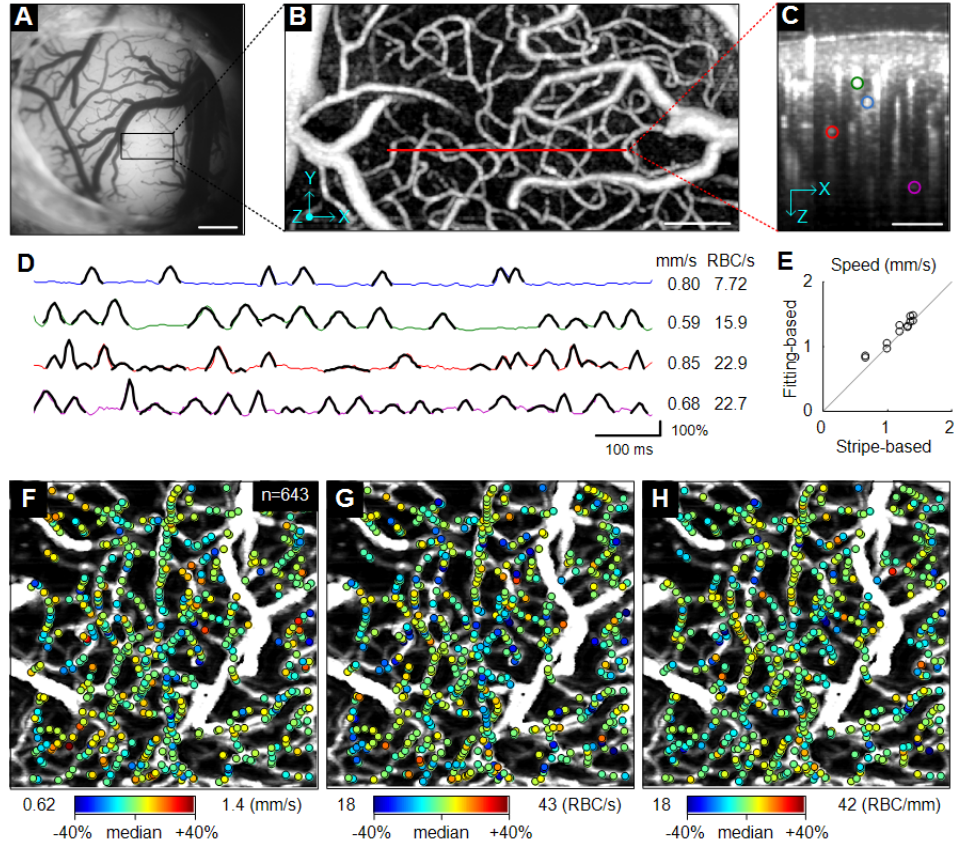 A
B
C
Y
Z
X
X
Z
D
mm/s RBC/s
0.80 7.72
0.59 15.9
0.85 22.9
0.68 22.7
100%
100 ms
E
Speed (mm/s)
Fitting-based
2
1
0
0 1 2
Stripe-based
F
n=643
G
H
0.62 1.4 (mm/s)
-40% median +40%
18 43 (RBC/s)
-40% median +40%
18 42 (RBC/mm)
-40% median +40%